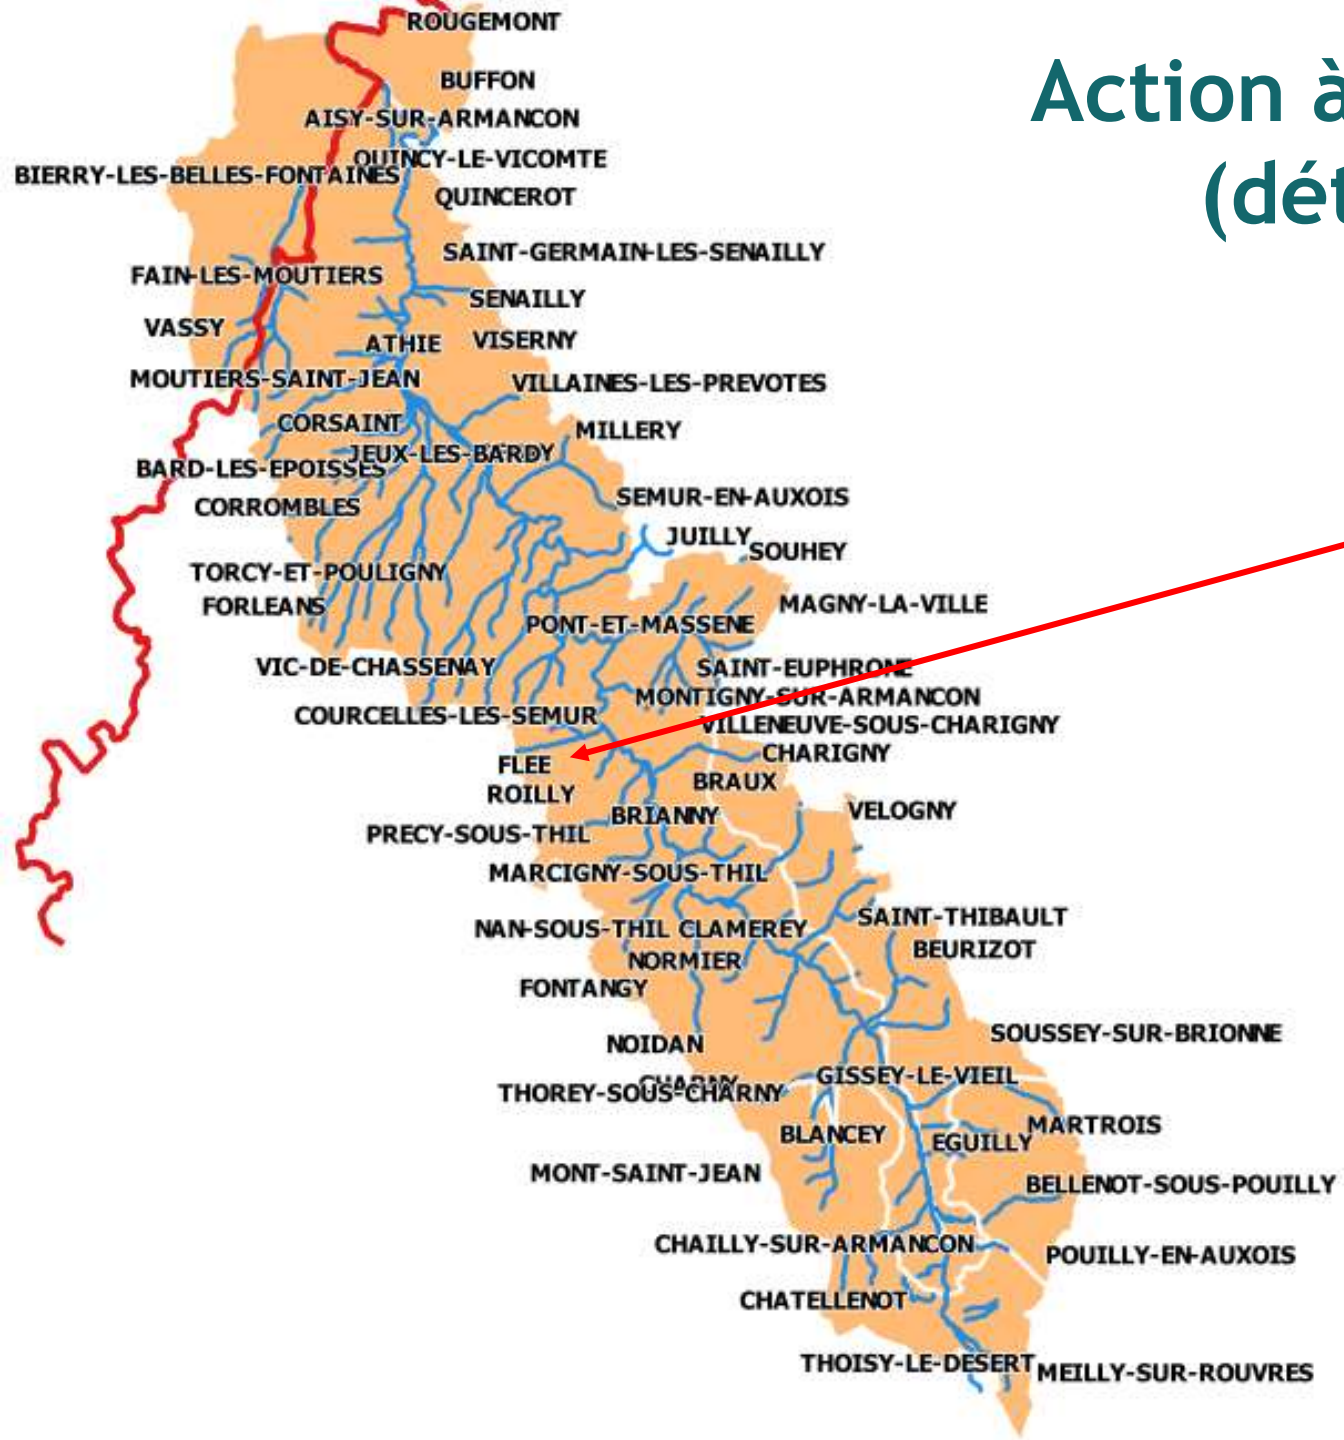 ROUGEMONT
Action à
BUFFON
AISY-SUR-ARMANCON
QUINCY-LE-VICOMTE
BIERRY-LES-BELLES-FONTAINES
(dét
QUINCEROT
SAINT-GERMAIN-LES-SENAILLY
FAIN-LES-MOUTIERS
SENAILLY
VASSY
ATHIE
VISERNY
MOUTIERS-SAINT-JEAN
VILLAINES-LES-PREVOTES
CORSAINT
MILLERY
JEUX-LES-BARDY
BARD-LES-EPOISSES
SEMUR-EN-AUXOIS
CORROMBLES
JUILLY
SOUHEY
TORCY-ET-POULIGNY
FORLEANS
MAGNY-LA-VILLE
PONT-ET-MASSENE
VIC-DE-CHASSENAY
SAINT-EUPHRONE
MONTIGNY-SUR-ARMANCON
COURCELLES-LES-SEMUR
VILLENEUVE-SOUS-CHARIGNY
CHARIGNY
FLEE
BRAUX
ROILLY
BRIANNY
VELOGNY
PRECY-SOUS-THIL
MARCIGNY-SOUS-THIL
SAINT-THIBAULT
NAN-SOUS-THIL
CLAMEREY
BEURIZOT
NORMIER
FONTANGY
SOUSSEY-SUR-BRIONNE
NOIDAN
GISSEY-LE-VIEIL
CHARNY
THOREY-SOUS-CHARNY
MARTROIS
BLANCEY
EGUILLY
MONT-SAINT-JEAN
BELLENOT-SOUS-POUILLY
CHAILLY-SUR-ARMANCON
POUILLY-EN-AUXOIS
CHATELLENOT
THOISY-LE-DESERT
MEILLY-SUR-ROUVRES